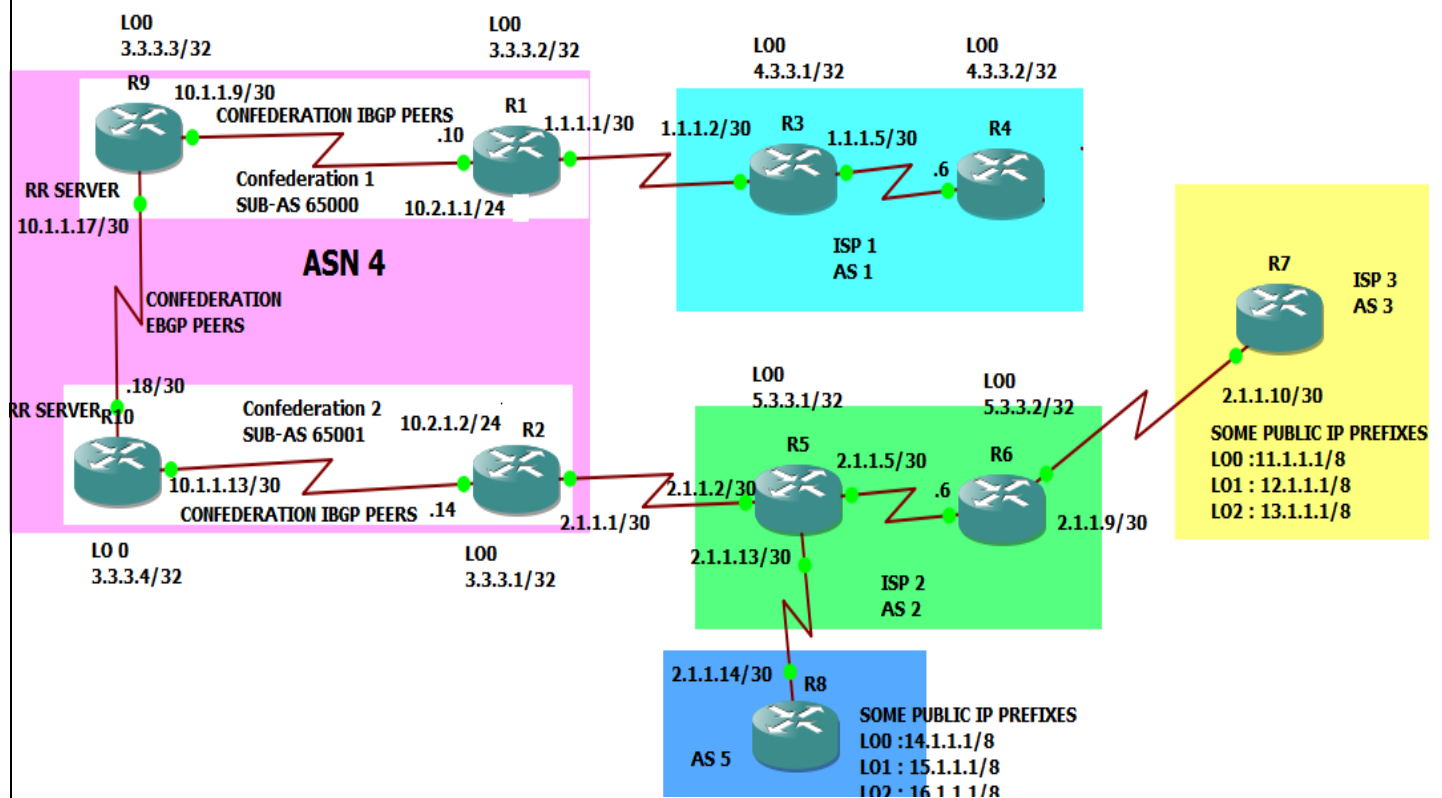 LO0
3.3.3.3/32
LO0
3.3.3.2/32
LO0
4.3.3.1/32
LO0
4.3.3.2/32
R9
10.1.1.9/30
CONFEDERATION IBGP PEERS
.10
R1
1.1.1.1/30
1.1.1.2/30
R3
1.1.1.5/30
R4
.6
RR SERVER
10.1.1.17/30
Confederation 1
SUB-AS 65000
10.2.1.1/24
ISP 1
AS 1
ASN 4
CONFEDERATION
EBGP PEERS
R7
ISP 3
AS 3
2.1.1.10/30
SOME PUBLIC IP PREFIXES
LO0 :11.1.1.1/8
LO1 : 12.1.1.1/8
LO2 : 13.1.1.1/8
.18/30
RR SERVER
R10
Confederation 2
SUB-AS 65001
10.2.1.2/24
R2
10.1.1.13/30
CONFEDERATION IBGP PEERS
.14
2.1.1.1/30
LO 0
3.3.3.4/32
LO0
3.3.3.1/32
LO0
5.3.3.1/32
LO0
5.3.3.2/32
2.1.1.2/30
R5
2.1.1.5/30
R6
.6
2.1.1.9/30
2.1.1.13/30
ISP 2
AS 2
2.1.1.14/30
R8
AS 5
SOME PUBLIC IP PREFIXES
LO0 :14.1.1.1/8
LO1 : 15.1.1.1/8
LO2 : 16.1.1.1/8